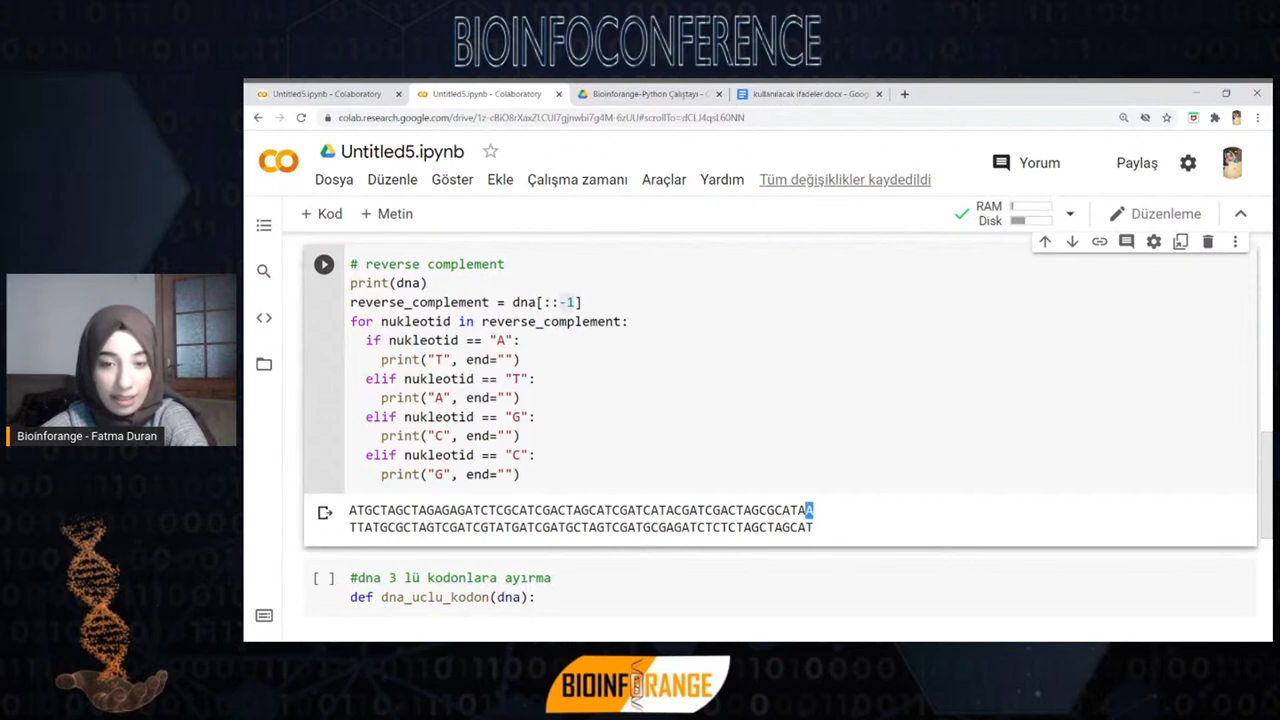 BIOINFOCONFERENCE
Untitled5.ipynb - Colaboratory
Untitled5.ipynb - Colaboratory
Bioinforange-Python Çalıştayı - G
kullanılacak ifadeler.docx - Goog
Untitled5.ipynb
Yorum
Paylaş
Dosya Düzenle Göster Ekle Çalışma zamanı Araçlar Yardım Tüm değişiklikler kaydedildi
+ Kod + Metin
RAM
Disk
Düzenleme
# reverse complement
print(dna)
reverse_complement = dna[::-1]
for nukleotid in reverse_complement:
if nukleotid == "A":
print("T", end="")
elif nukleotid == "T":
print("A", end="")
elif nukleotid == "G":
print("C", end="")
elif nukleotid == "C":
print("G", end="")
ATGCTAGCTAGAGAGATCTCGCATCGACTAGCATCGATCATACGATCGACTAGCGCATAA
TTATGCGCTAGTCGATCGTATGATCGATGCTAGTCGATGCGAGATCTCTCTAGCTAGCAT
[ ] #dna 3 lü kodonlara ayırma
def dna_uclu_kodon(dna):
Bioinforange - Fatma Duran
BIOINFORANGE